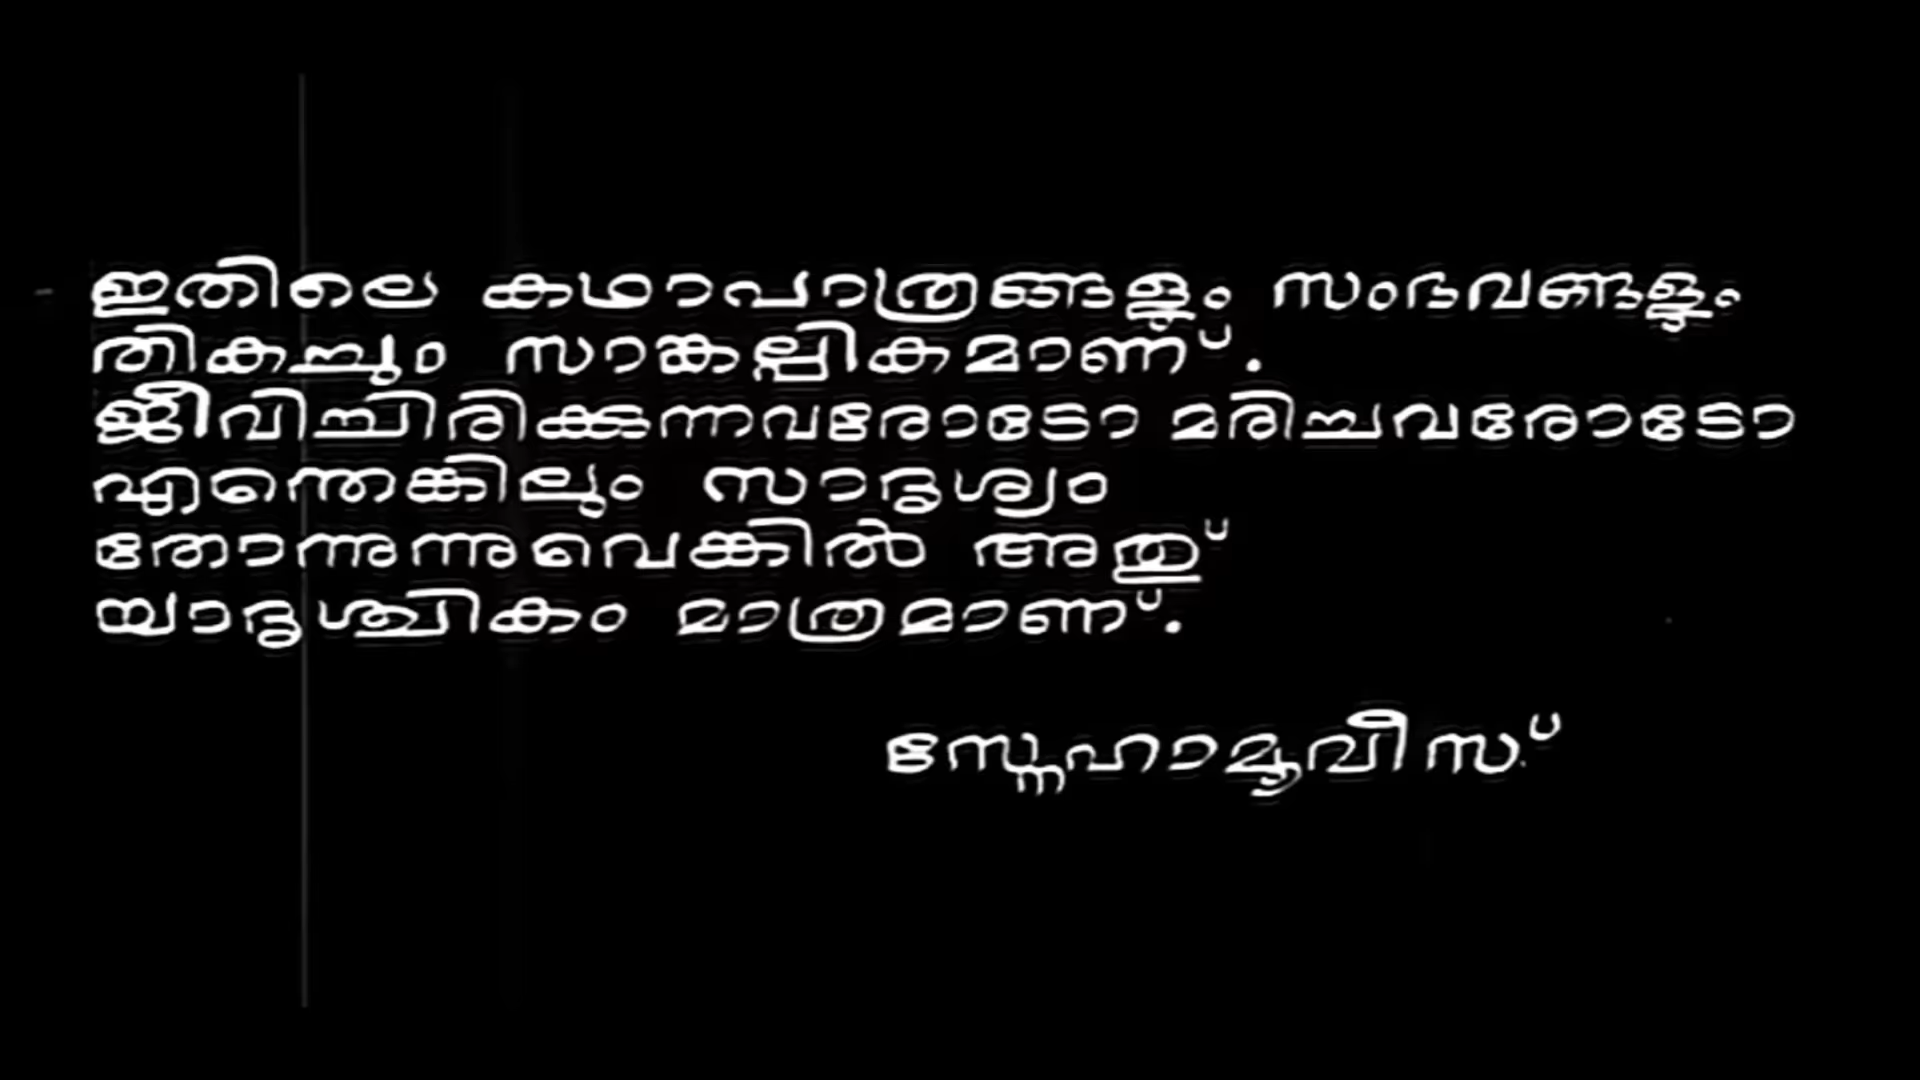 ഇതിലെ കഥാപാത്രങ്ങളും സംഭവങ്ങളും
തികച്ചും സാങ്കല്പികമാണ്.
ജീവിച്ചിരിക്കുന്നവരോടോ മരിച്ചവരോടോ
എന്തെങ്കിലും സാദൃശ്യം
തോന്നുന്നുവെങ്കിൽ അതു്
യാദൃശ്ചികം മാത്രമാണ്.
സ്നേഹാമൂവീസ്